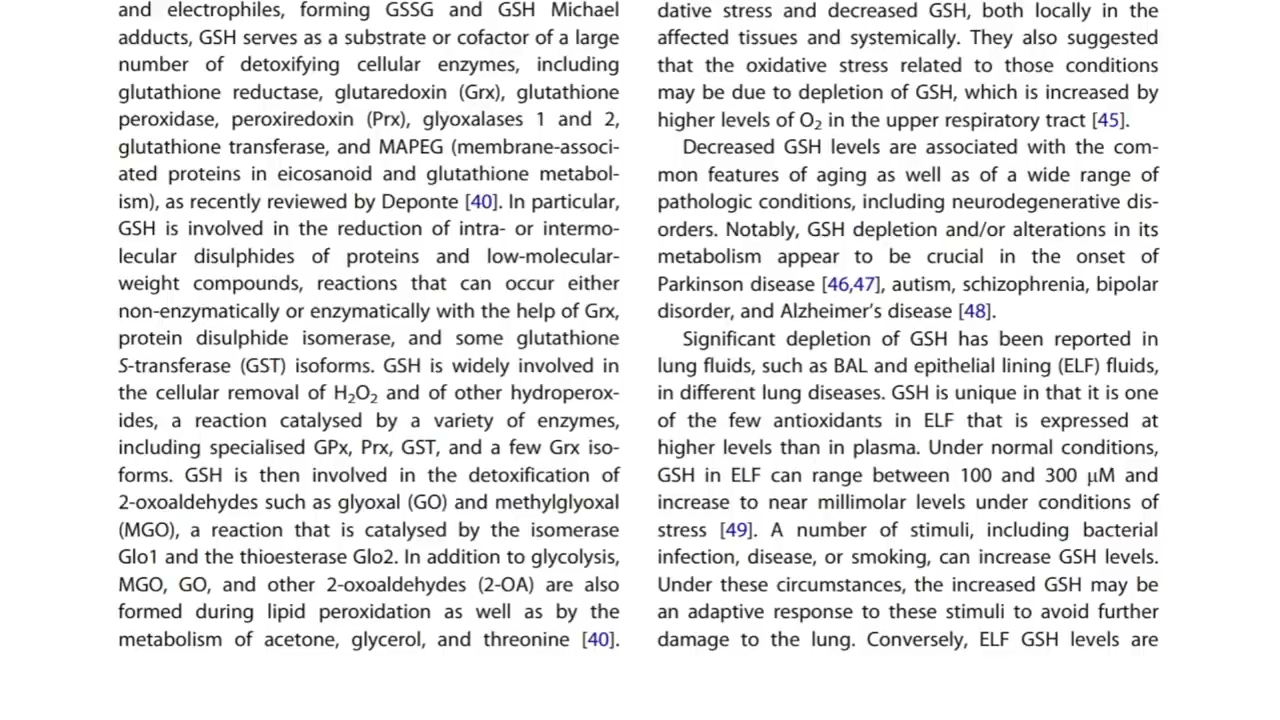 and electrophiles, forming GSSG and GSH Michael
adducts, GSH serves as a substrate or cofactor of a large
number of detoxifying cellular enzymes, including
glutathione reductase, glutaredoxin (Grx), glutathione
peroxidase, peroxiredoxin (Prx), glyoxalases 1 and 2,
glutathione transferase, and MAPEG (membrane-associ-
ated proteins in eicosanoid and glutathione metabol-
ism), as recently reviewed by Deponte [40]. In particular,
GSH is involved in the reduction of intra- or intermo-
lecular disulphides of proteins and low-molecular-
weight compounds, reactions that can occur either
non-enzymatically or enzymatically with the help of Grx,
protein disulphide isomerase, and some glutathione
S-transferase (GST) isoforms. GSH is widely involved in
the cellular removal of H₂O₂ and of other hydroperox-
ides, a reaction catalysed by a variety of enzymes,
including specialised GPx, Prx, GST, and a few Grx iso-
forms. GSH is then involved in the detoxification of
2-oxoaldehydes such as glyoxal (GO) and methylglyoxal
(MGO), a reaction that is catalysed by the isomerase
Glo1 and the thioesterase Glo2. In addition to glycolysis,
MGO, GO, and other 2-oxoaldehydes (2-OA) are also
formed during lipid peroxidation as well as by the
metabolism of acetone, glycerol, and threonine [40].
dative stress and decreased GSH, both locally in the
affected tissues and systemically. They also suggested
that the oxidative stress related to those conditions
may be due to depletion of GSH, which is increased by
higher levels of O₂ in the upper respiratory tract [45].
Decreased GSH levels are associated with the com-
mon features of aging as well as of a wide range of
pathologic conditions, including neurodegenerative dis-
orders. Notably, GSH depletion and/or alterations in its
metabolism appear to be crucial in the onset of
Parkinson disease [46,47], autism, schizophrenia, bipolar
disorder, and Alzheimer's disease [48].
Significant depletion of GSH has been reported in
lung fluids, such as BAL and epithelial lining (ELF) fluids,
in different lung diseases. GSH is unique in that it is one
of the few antioxidants in ELF that is expressed at
higher levels than in plasma. Under normal conditions,
GSH in ELF can range between 100 and 300 μM and
increase to near millimolar levels under conditions of
stress [49]. A number of stimuli, including bacterial
infection, disease, or smoking, can increase GSH levels.
Under these circumstances, the increased GSH may be
an adaptive response to these stimuli to avoid further
damage to the lung. Conversely, ELF GSH levels are